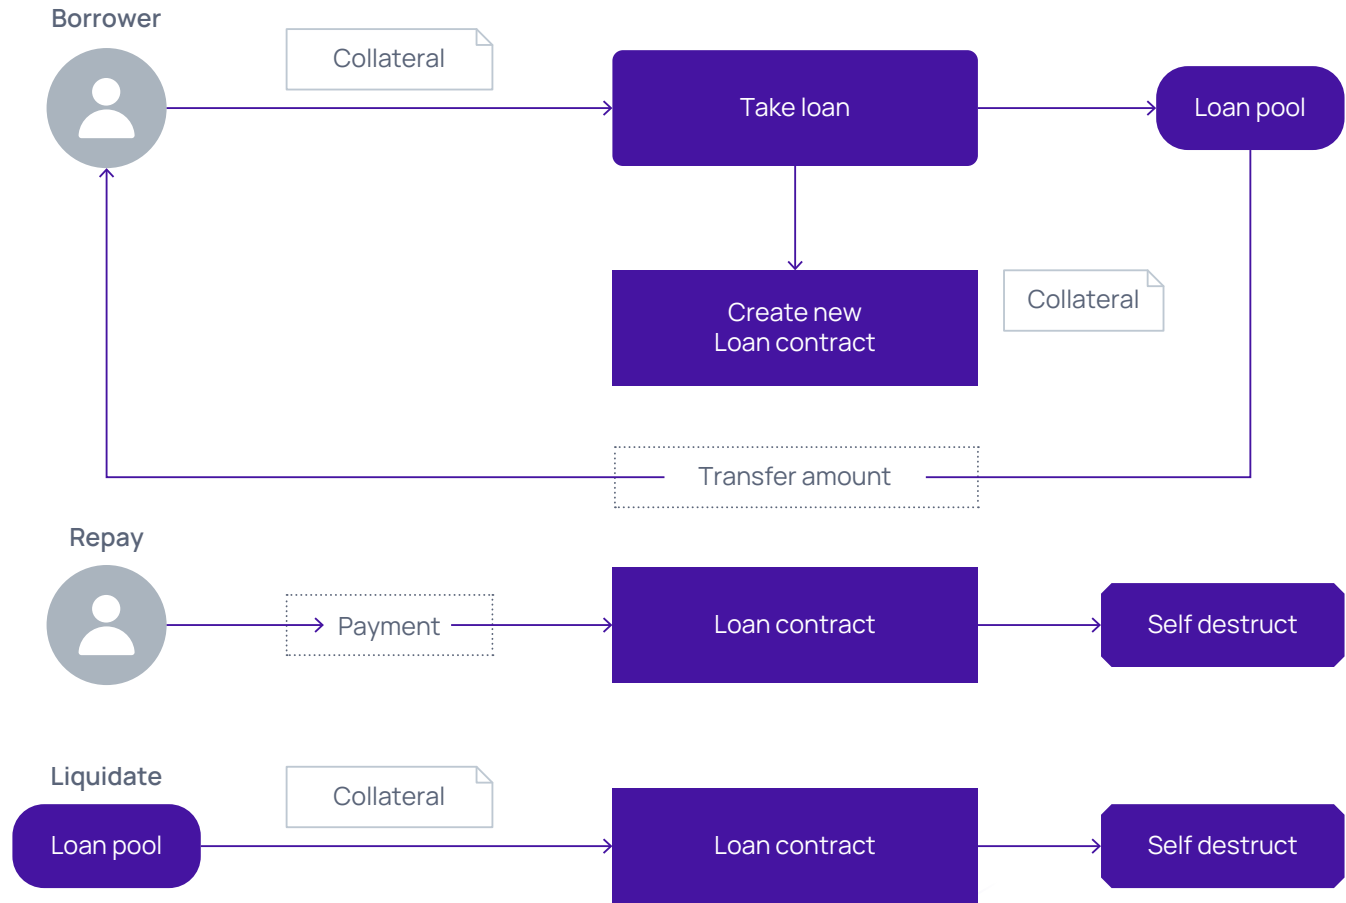 Borrower
Collateral
Take loan
Loan pool
Create new
Loan contract
Collateral
Transfer amount
Repay
Payment
Loan contract
Self destruct
Liquidate
Collateral
Loan pool
Loan contract
Self destruct